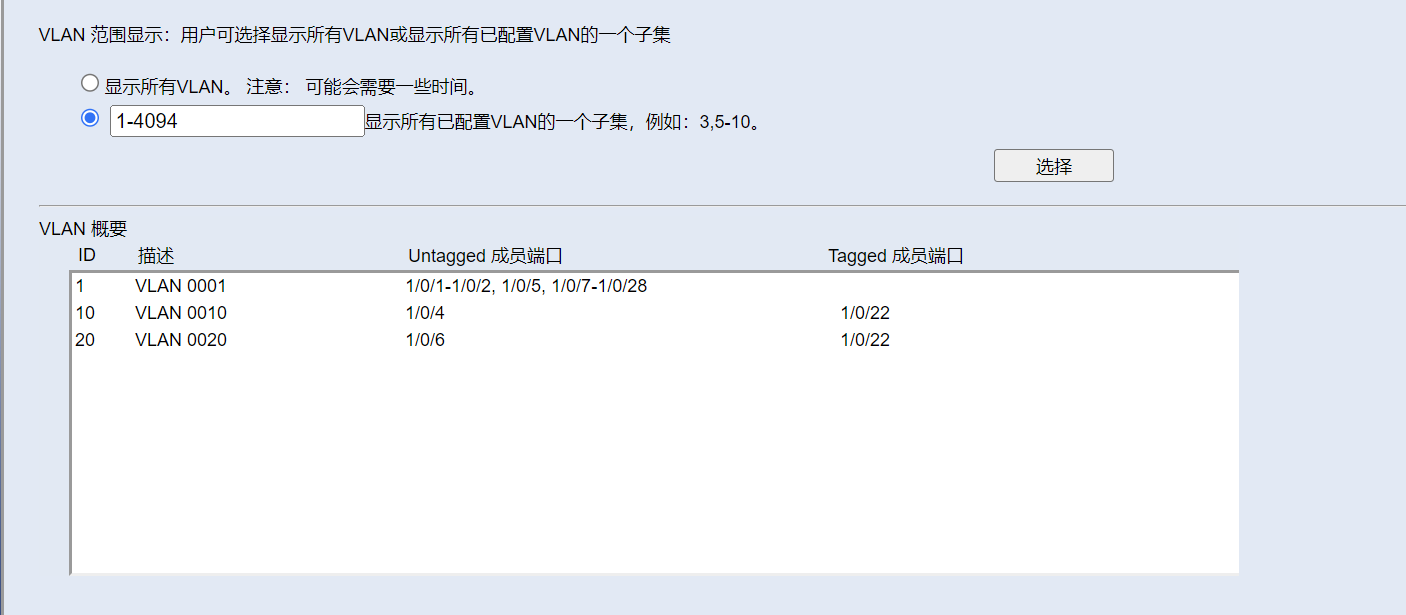 VLAN 范围显示：用户可选择显示所有VLAN或显示所有已配置VLAN的一个子集
显示所有VLAN。 注意： 可能会需要一些时间。
1-4094 显示所有已配置VLAN的一个子集，例如：3,5-10。
选择
VLAN 概要
ID 描述 Untagged 成员端口 Tagged 成员端口
1 VLAN 0001 1/0/1-1/0/2, 1/0/5, 1/0/7-1/0/28
10 VLAN 0010 1/0/4 1/0/22
20 VLAN 0020 1/0/6 1/0/22